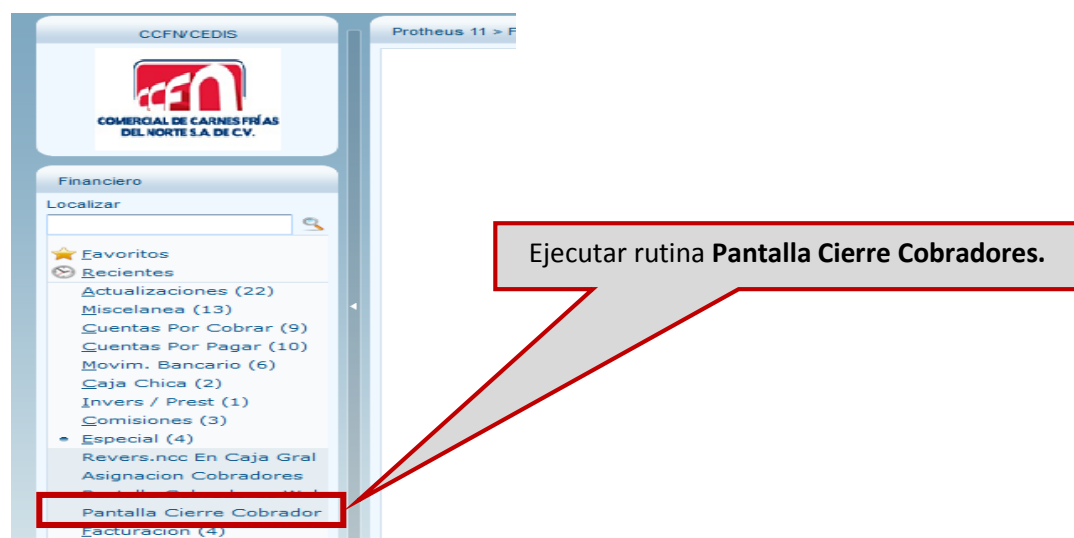 CCFN/CEDIS
Protheus 11 > F
ccfn
COMERCIAL DE CARNES FRÍAS
DEL NORTE S.A DE C.V.
Financiero
Localizar
Favoritos
Recientes
Actualizaciones (22)
Miscelanea (13)
Cuentas Por Cobrar (9)
Cuentas Por Pagar (10)
Movim. Bancario (6)
Caja Chica (2)
Invers / Prest (1)
Comisiones (3)
Especial (4)
Revers.ncc En Caja Gral
Asignacion Cobradores
Pantalla Cierre Cobrador
Facturacion (4)
Ejecutar rutina Pantalla Cierre Cobradores.